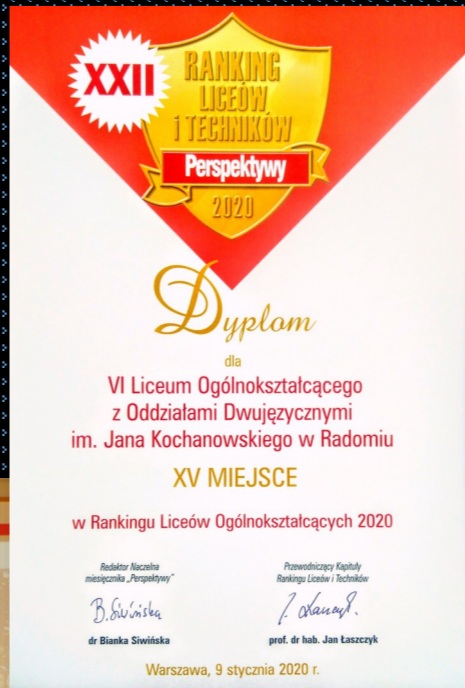 XXII
RANKING
LICEÓW
i TECHNIKÓW
Perspektywy
2020
Dyplom
dla
VI Liceum Ogólnokształcącego
z Oddziałami Dwujęzycznymi
im. Jana Kochanowskiego w Radomiu
XV MIEJSCE
w Rankingu Liceów Ogólnokształcących 2020
Redaktor Naczelna
miesięcznika „Perspektywy”
B. Siwińska
dr Bianka Siwińska
Przewodniczący Kapituły
Rankingu Liceów i Techników
J. Łaszczyk
prof. dr hab. Jan Łaszczyk
Warszawa, 9 stycznia 2020 r.